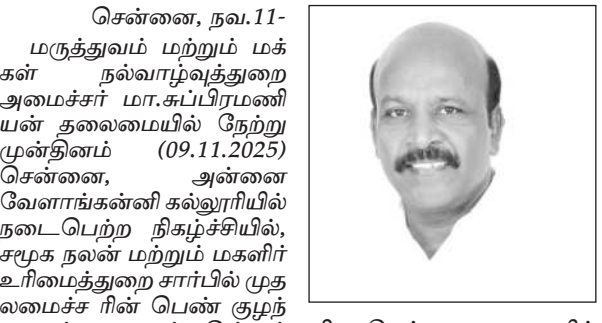 சென்னை, நவ.11-
மருத்துவம் மற்றும் மக்
கள் நல்வாழ்வுத்துறை
அமைச்சர் மா.சுப்பிரமணி
யன் தலைமையில் நேற்று
முன்தினம் (09.11.2025)
சென்னை, அன்னை
வேளாங்கன்னி கல்லூரியில்
நடைபெற்ற நிகழ்ச்சியில்,
சமூக நலன் மற்றும் மகளிர்
உரிமைத்துறை சார்பில் முத
லமைச்ச ரின் பெண் குழந்